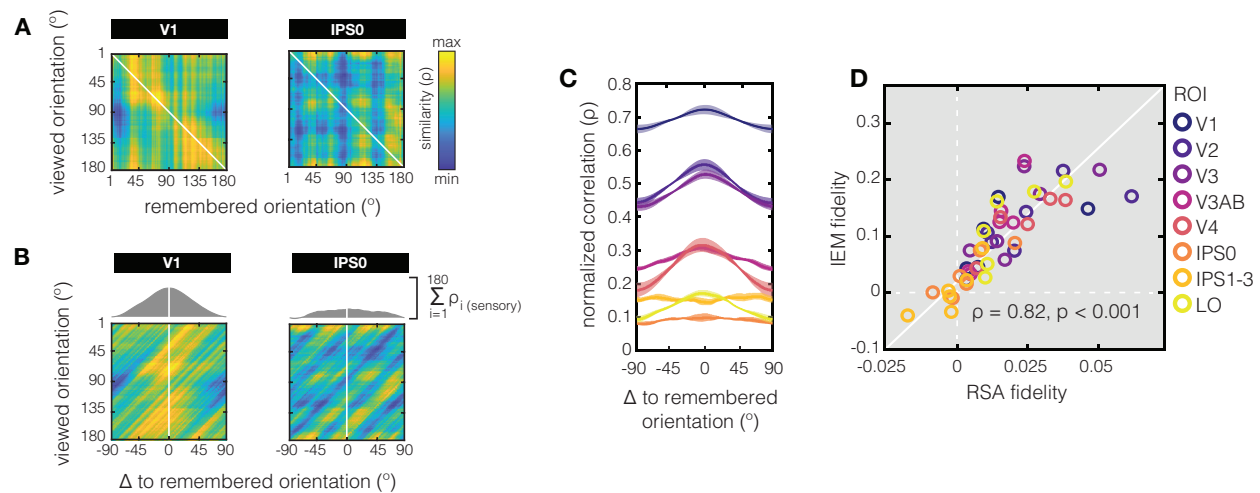 A
V1
IPS0
viewed orientation (°)
1
45
90
135
180
1 45 90 135 180
1 45 90 135 180
remembered orientation (°)
max
similarity (ρ)
min
B
V1
IPS0
180
∑ ρi (sensory)
i=1
viewed orientation (°)
1
45
90
135
180
-90 -45 0 45 90
-90 -45 0 45 90
Δ to remembered orientation (°)
C
normalized correlation (ρ)
0.8
0.7
0.6
0.5
0.4
0.3
0.2
0.1
0
-90 -45 0 45 90
Δ to remembered
orientation (°)
D
IEM fidelity
0.3
0.2
0.1
0
-0.1
ρ = 0.82, p < 0.001
-0.025 0 0.025 0.05
RSA fidelity
ROI
V1
V2
V3
V3AB
V4
IPS0
IPS1-3
LO